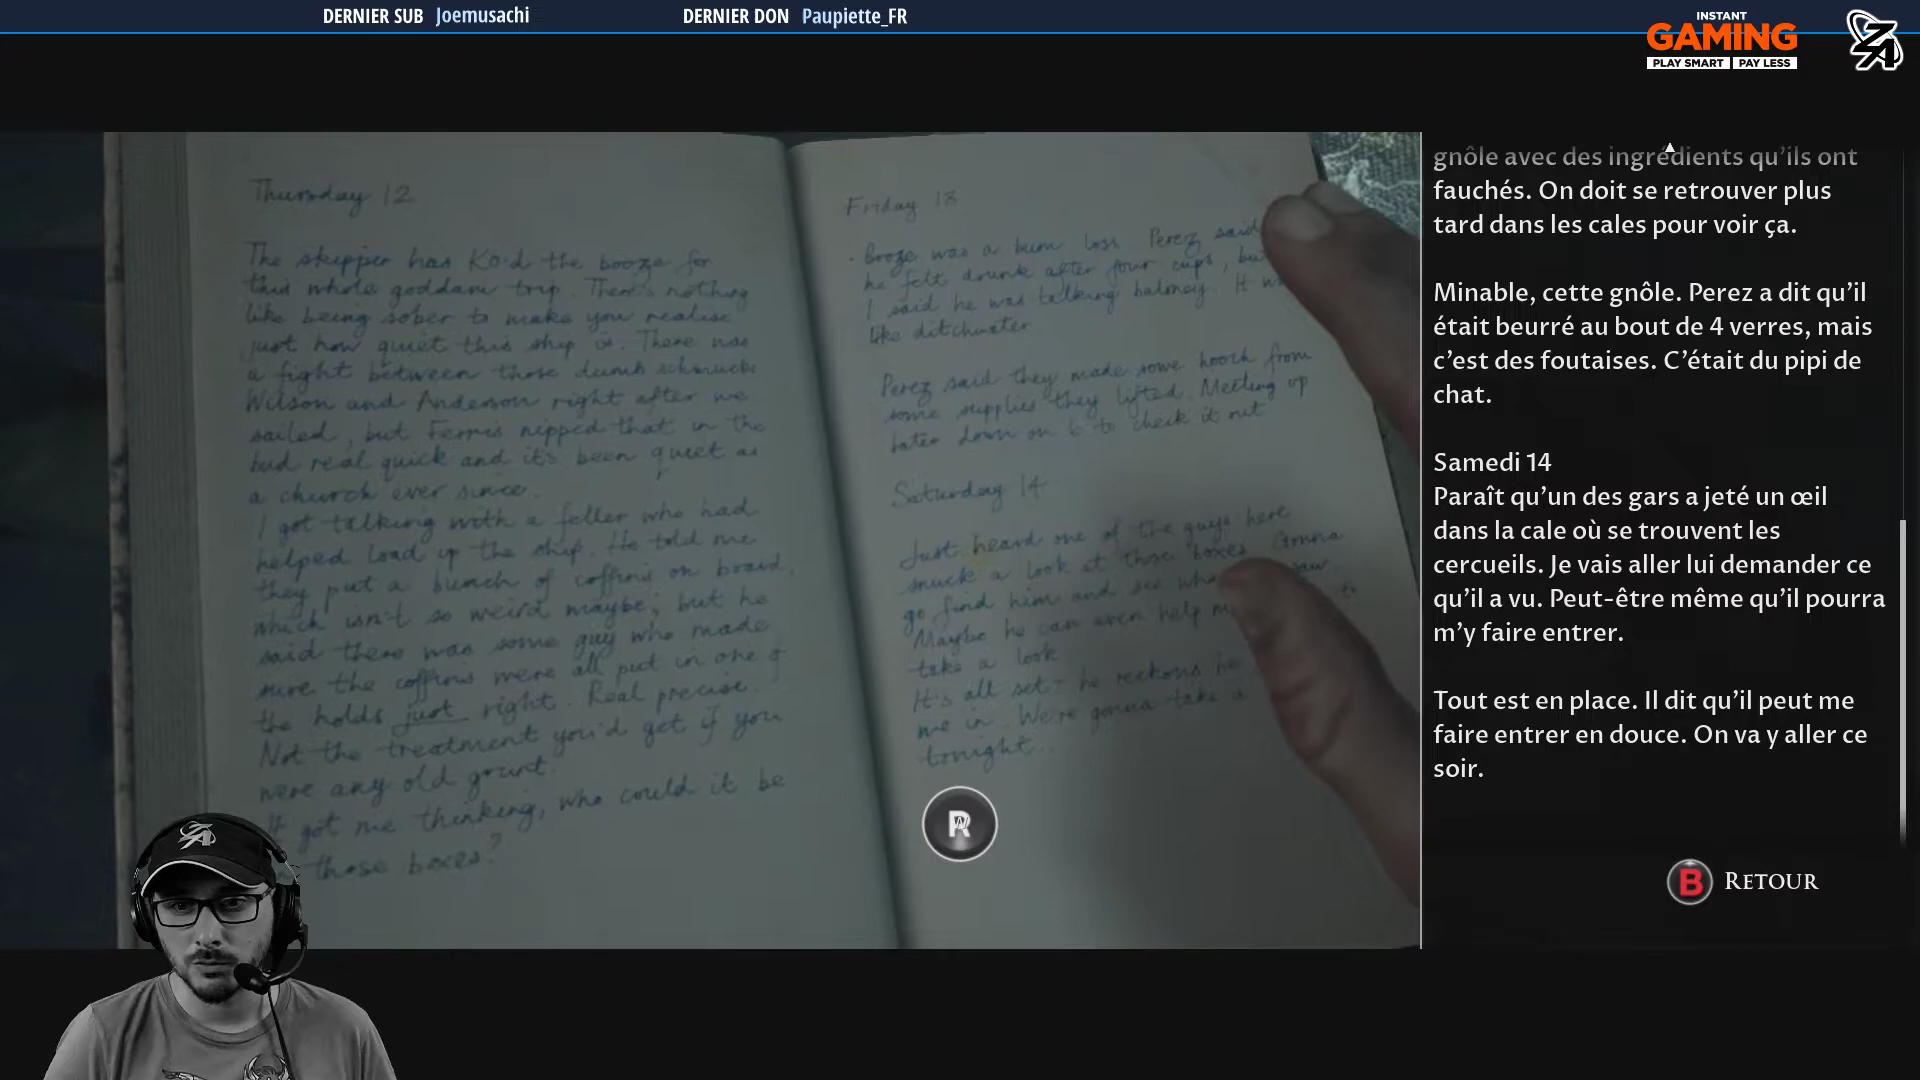 DERNIER SUB Joemusachi
DERNIER DON Paupiette_FR
INSTANT
GAMING
PLAY SMART PAY LESS
ZA
Thursday 12
The skipper has KO'd the booze for
this whole goddam trip. There's nothing
like being sober to make you realise
just how quiet this ship is. There was
a fight between those dumb schmucks
Wilson and Anderson right after we
sailed, but Ferris nipped that in the
bud real quick and it's been quiet as
a church ever since.
I got talking with a feller who had
helped load up the ship. He told me
they put a bunch of coffins on board,
which isn't so weird maybe, but he
said there was some guy who made
sure the coffins were all put in one of
the holds just right. Real precise.
Not the treatment you'd get if you
were any old grunt.
It got me thinking, who could it be
those boxes?
Friday 13
Booze was a bum loss. Perez said
he felt drunk after four cups, bu
I said he was talking baloney. It w
like ditchwater
Perez said they made some hooch from
some supplies they lifted. Meeting up
later down on 6 to check it out
Saturday 14
Just heard one of the guys here
snuck a look at those boxes. Gonna
go find him and see wha saw
Maybe he can even help m to
take a look
It's all set - he reckons he
me in. We're gonna take a
tonight..
R
gnôle avec des ingrédients qu'ils ont
fauchés. On doit se retrouver plus
tard dans les cales pour voir ça.
Minable, cette gnôle. Perez a dit qu'il
était beurré au bout de 4 verres, mais
c'est des foutaises. C'était du pipi de
chat.
Samedi 14
Paraît qu'un des gars a jeté un œil
dans la cale où se trouvent les
cercueils. Je vais aller lui demander ce
qu'il a vu. Peut-être même qu'il pourra
m'y faire entrer.
Tout est en place. Il dit qu'il peut me
faire entrer en douce. On va y aller ce
soir.
B RETOUR